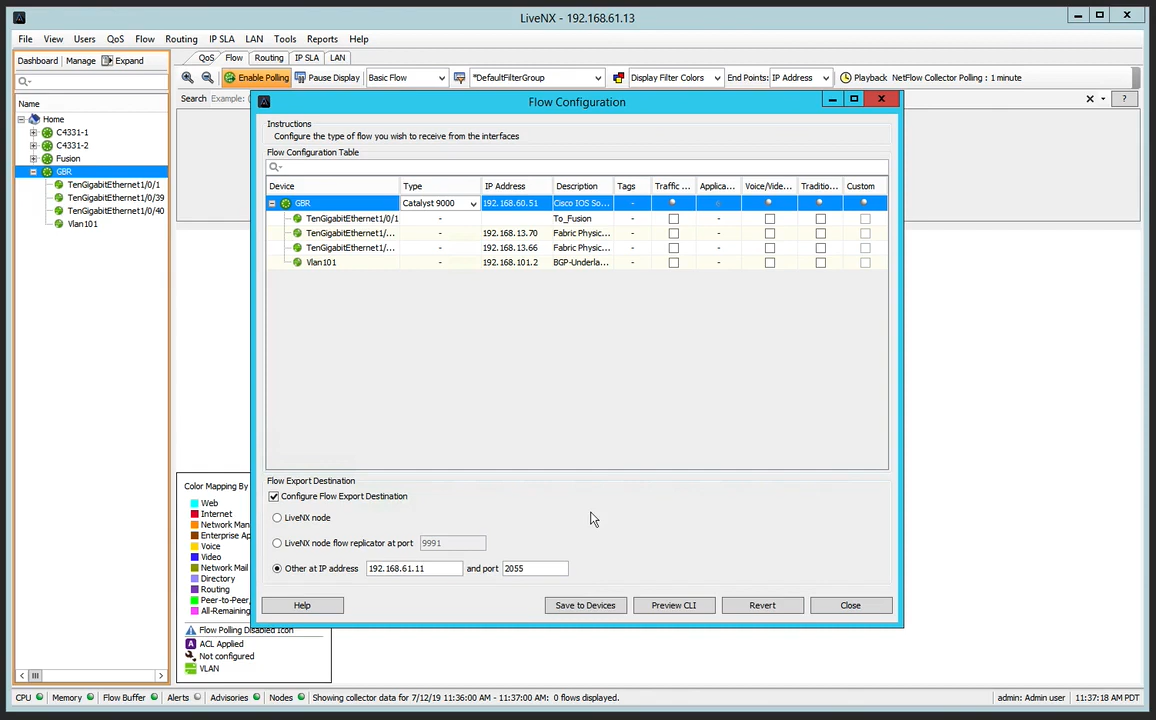 LiveNX - 192.168.61.13
File View Users QoS Flow Routing IP SLA LAN Tools Reports Help
Dashboard Manage Expand
QoS Flow Routing IP SLA LAN
Enable Polling Pause Display Basic Flow *DefaultFilterGroup Display Filter Colors End Points: IP Address Playback NetFlow Collector Polling : 1 minute
Search Example: (
?
Name
Home
C4331-1
C4331-2
Fusion
GBR
TenGigabitEthernet1/0/1
TenGigabitEthernet1/0/39
TenGigabitEthernet1/0/40
Vlan101
Flow Configuration
Instructions
Configure the type of flow you wish to receive from the interfaces
Flow Configuration Table
Device Type IP Address Description Tags Traffic ... Applica... Voice/Vide... Traditio... Custom
GBR Catalyst 9000 192.168.60.51 Cisco IOS So... -
TenGigabitEthernet1/0/1 - To_Fusion - -
TenGigabitEthernet1/... - 192.168.13.70 Fabric Physic... - -
TenGigabitEthernet1/... - 192.168.13.66 Fabric Physic... - -
Vlan101 - 192.168.101.2 BGP-Underla... - -
Flow Export Destination
Configure Flow Export Destination
LiveNX node
LiveNX node flow replicator at port 9991
Other at IP address 192.168.61.11 and port 2055
Help Save to Devices Preview CLI Revert Close
Color Mapping By
Web
Internet
Network Man
Enterprise Ap
Voice
Video
Network Mail
Directory
Routing
Peer-to-Peer,
All-Remaining
Flow Polling Disabled Icon
A ACL Applied
Not configured
VLAN
CPU Memory Flow Buffer Alerts Advisories Nodes Showing collector data for 7/12/19 11:36:00 AM - 11:37:00 AM: 0 flows displayed. admin: Admin user 11:37:18 AM PDT